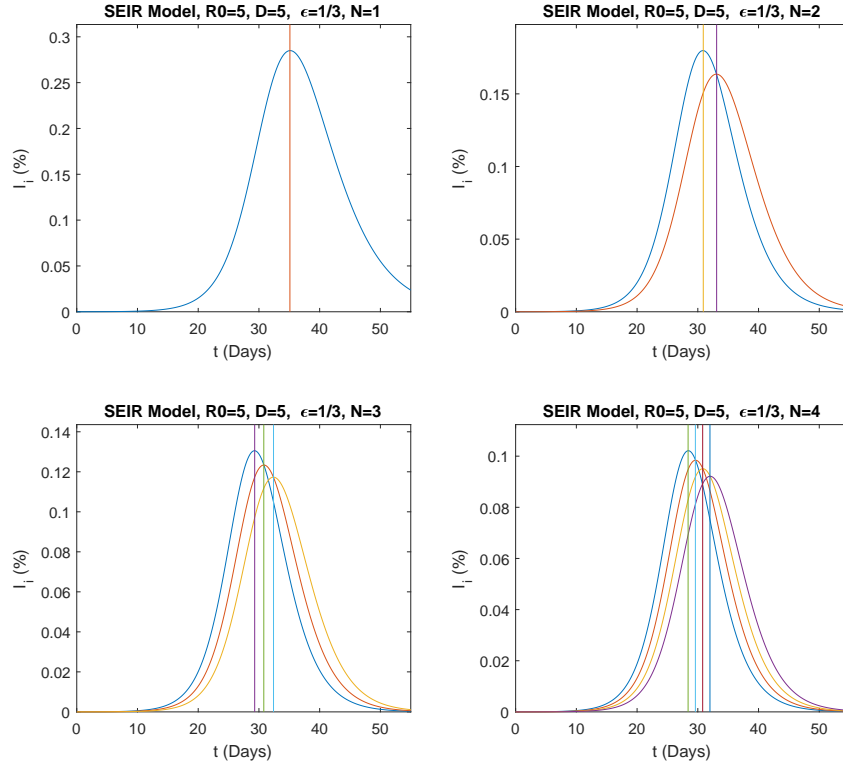 SEIR Model, R0=5, D=5, ϵ=1/3, N=1
0.3
0.25
0.2
0.15
0.1
0.05
0
I_i (%)
0 10 20 30 40 50
t (Days)
SEIR Model, R0=5, D=5, ϵ=1/3, N=2
0.15
0.1
0.05
0
I_i (%)
0 10 20 30 40 50
t (Days)
SEIR Model, R0=5, D=5, ϵ=1/3, N=3
0.14
0.12
0.1
0.08
0.06
0.04
0.02
0
I_i (%)
0 10 20 30 40 50
t (Days)
SEIR Model, R0=5, D=5, ϵ=1/3, N=4
0.1
0.08
0.06
0.04
0.02
0
I_i (%)
0 10 20 30 40 50
t (Days)